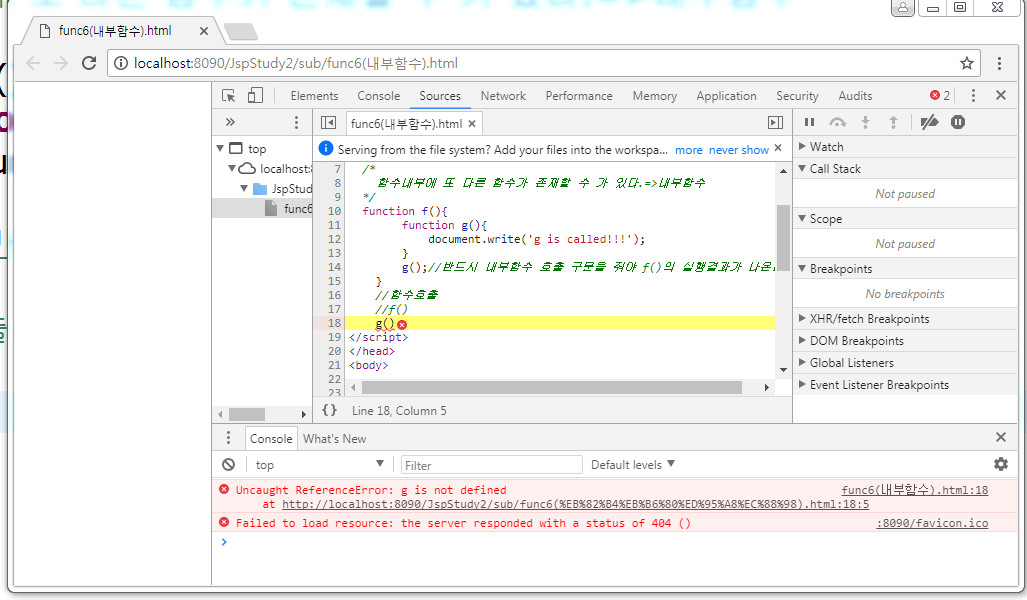 func6(내부함수).html
localhost:8090/JspStudy2/sub/func6(내부함수).html
Elements Console Sources Network Performance Memory Application Security Audits 2
func6(내부함수).html
top
localhost:8
JspStud
func6
Serving from the file system? Add your files into the workspa... more never show
7 /*
8 함수내부에 또 다른 함수가 존재할 수 가 있다.=>내부함수
9 */
10 function f(){
11 function g(){
12 document.write('g is called!!!');
13 }
14 g();//반드시 내부함수 호출 구문을 줘야 f()의 실행결과가 나온
15 }
16 //함수호출
17 //f()
18 g()
19 </script>
20 </head>
21 <body>
22
23
{} Line 18, Column 5
Watch
Call Stack
Not paused
Scope
Not paused
Breakpoints
No breakpoints
XHR/fetch Breakpoints
DOM Breakpoints
Global Listeners
Event Listener Breakpoints
Console What's New
top Filter Default levels
Uncaught ReferenceError: g is not defined func6(내부함수).html:18
at http://localhost:8090/JspStudy2/sub/func6(%EB%82%B4%EB%B6%80%ED%95%A8%EC%88%98).html:18:5
Failed to load resource: the server responded with a status of 404 () :8090/favicon.ico